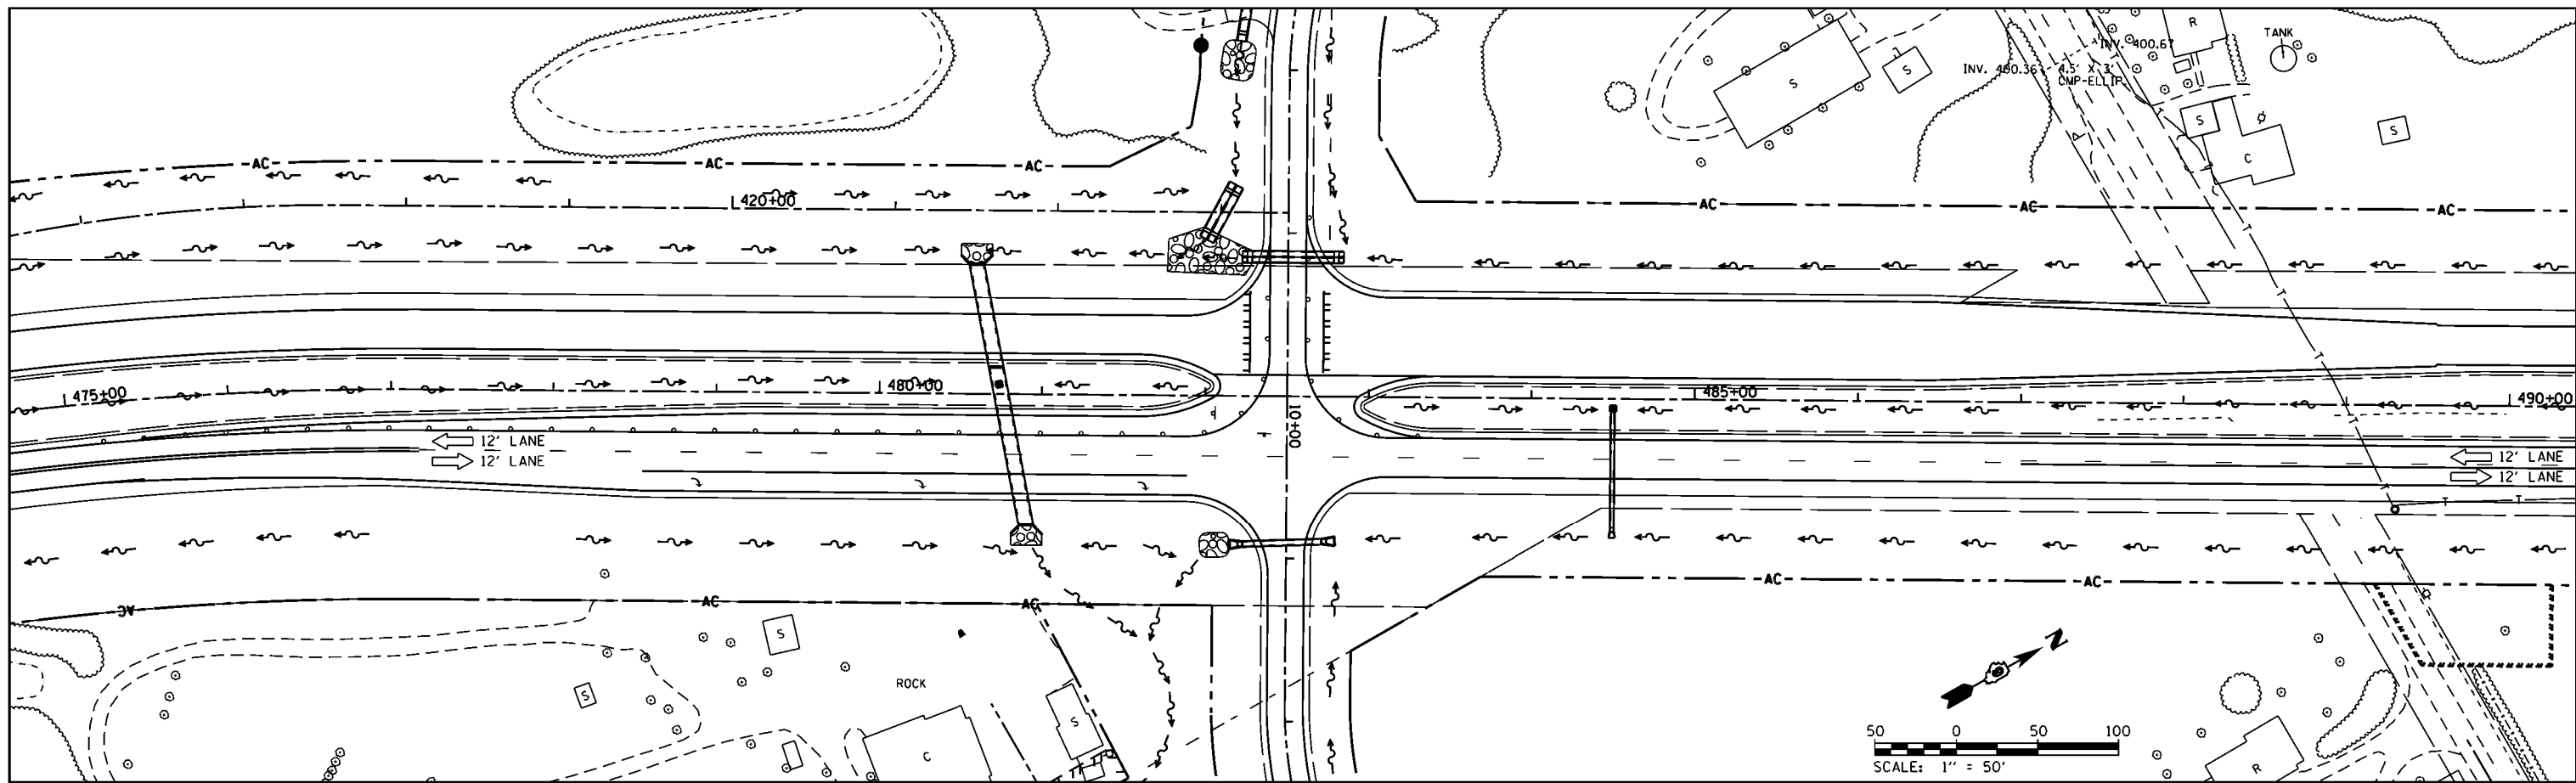 R
TANK
INV. 400.67
INV. 400.36
4.5' X 3'
CMP-ELLIP.
S
S
S
S
C
AC
AC
AC
420+00
AC
AC
AC
475+00
480+00
485+00
490+00
10+00
12' LANE
12' LANE
12' LANE
12' LANE
T
T
T
T
T
T
AC
AC
AC
AC
AC
S
S
ROCK
S
C
N
50 0 50 100
SCALE: 1" = 50'
R